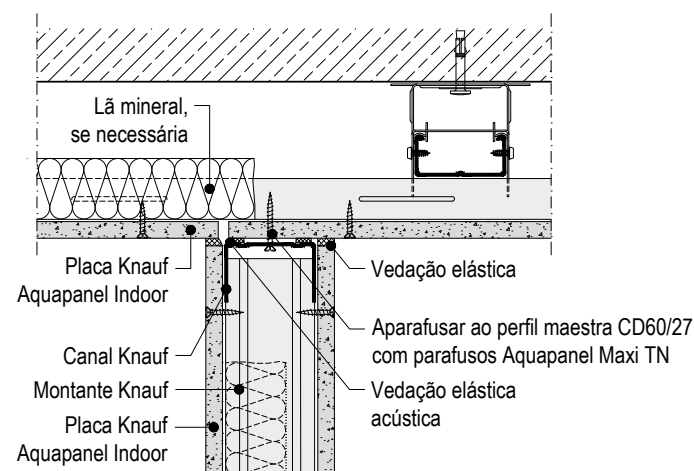 Lã mineral,
se necessária
Placa Knauf
Aquapanel Indoor
Vedação elástica
Aparafusar ao perfil maestra CD60/27
com parafusos Aquapanel Maxi TN
Canal Knauf
Montante Knauf
Vedação elástica
acústica
Placa Knauf
Aquapanel Indoor